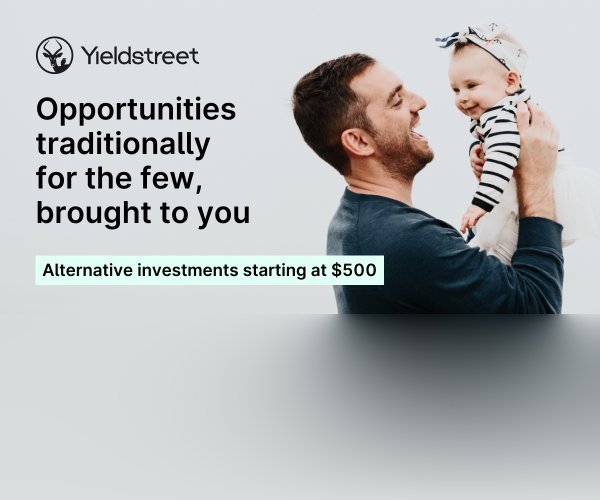 Yieldstreet
Opportunities
traditionally
for the few,
brought to you
Alternative investments starting at $500